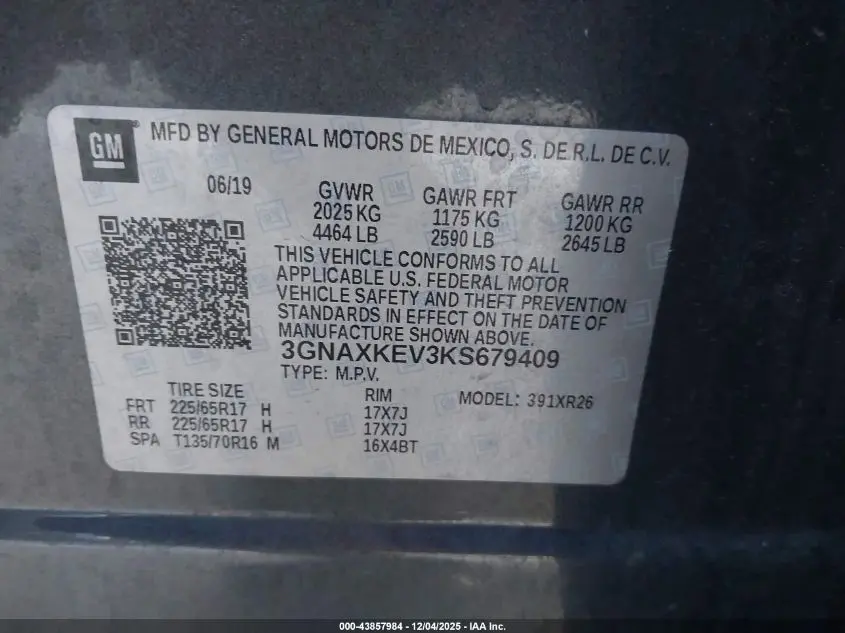 GM® MFD BY GENERAL MOTORS DE MEXICO, S. DE R.L. DE C.V.
06/19 GVWR GAWR FRT GAWR RR
2025 KG 1175 KG 1200 KG
4464 LB 2590 LB 2645 LB
THIS VEHICLE CONFORMS TO ALL
APPLICABLE U.S. FEDERAL MOTOR
VEHICLE SAFETY AND THEFT PREVENTION
STANDARDS IN EFFECT ON THE DATE OF
MANUFACTURE SHOWN ABOVE.
3GNAXKEV3KS679409
TYPE: M.P.V.
TIRE SIZE RIM MODEL: 391XR26
FRT 225/65R17 H 17X7J
RR 225/65R17 H 17X7J
SPA T135/70R16 M 16X4BT
000-43857984 - 12/04/2025 - IAA Inc.